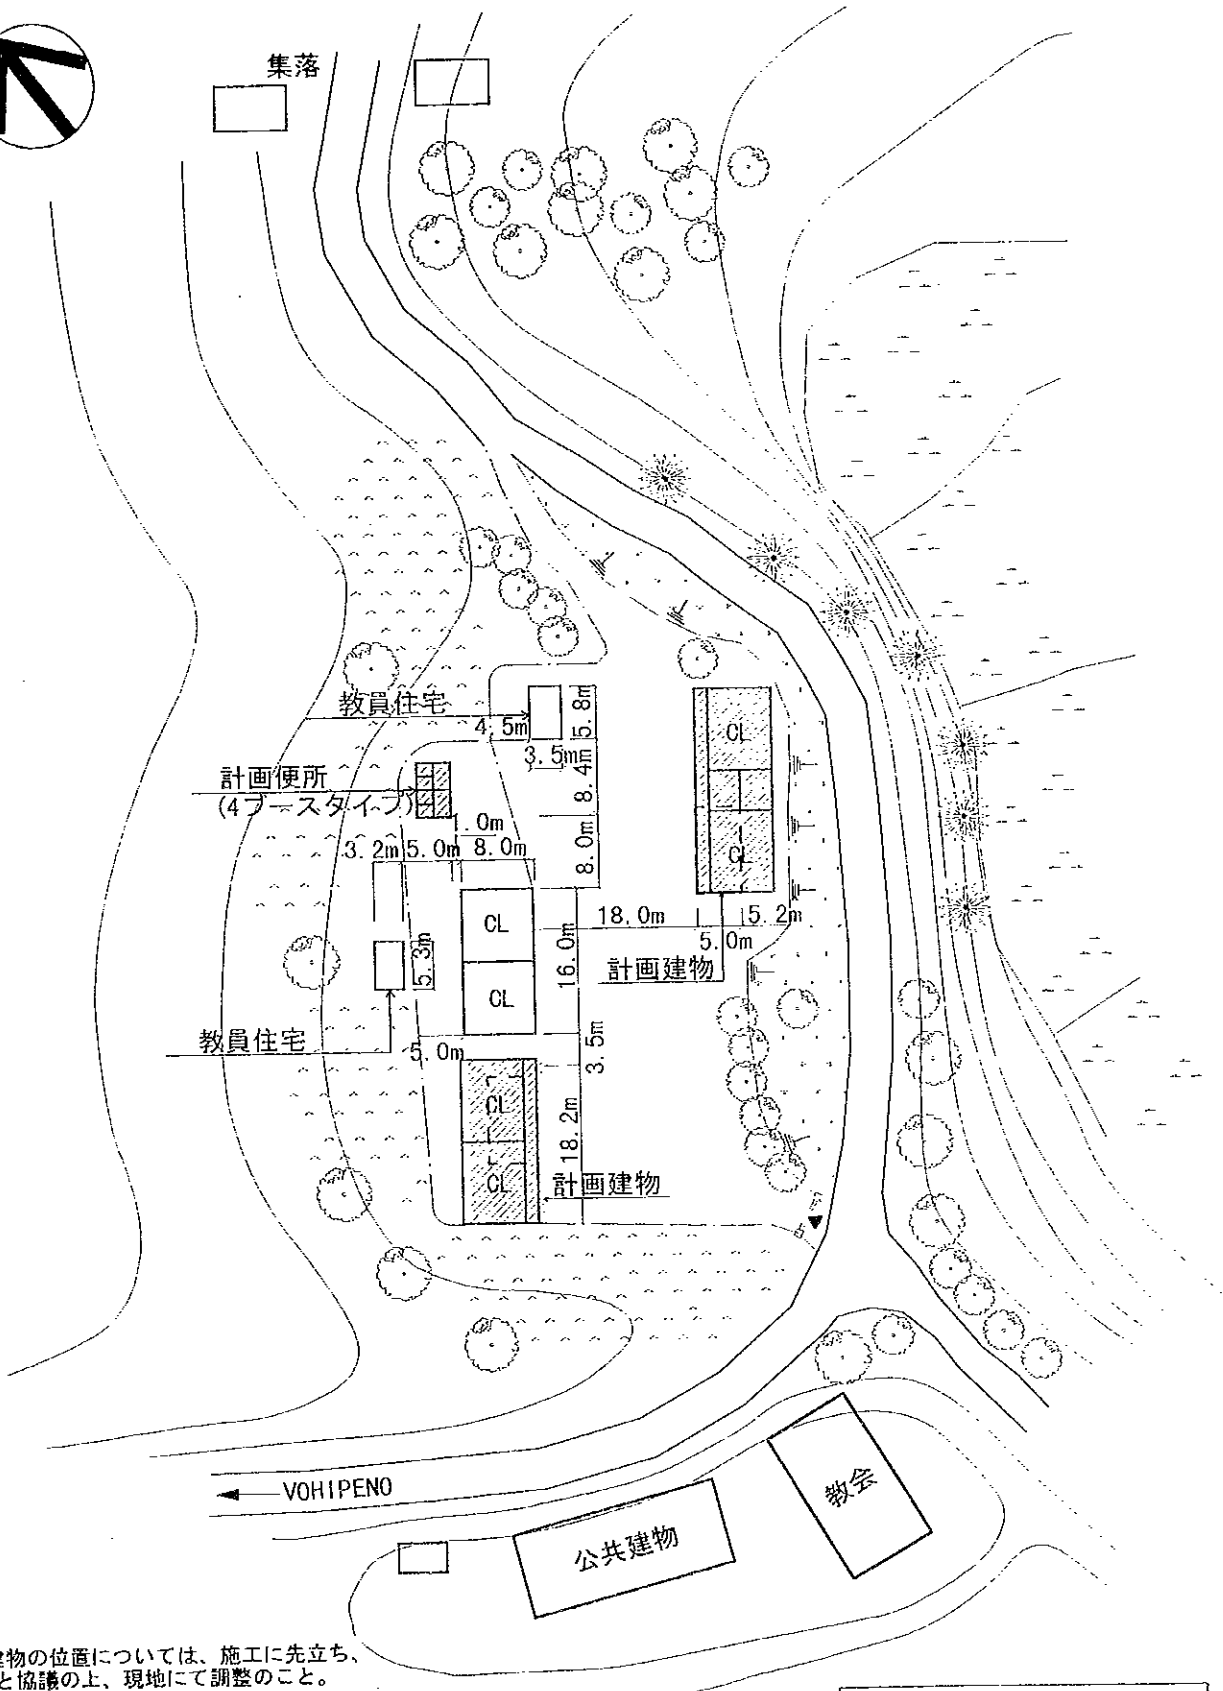 集落
教員住宅
4.5m
5.8m
3.5m
8.4m
計画便所
(4ブースタイプ)
.0m
3.2m
5.0m
8.0m
8.0m
CL
CL
CL
CL
18.0m
5.2m
5.0m
計画建物
5.3m
16.0m
教員住宅
5.0m
3.5m
CL
CL
18.2m
計画建物
VOHIPENO
教会
公共建物
物の位置については、施工に先立ち、
と協議の上、現地にて調整のこと。